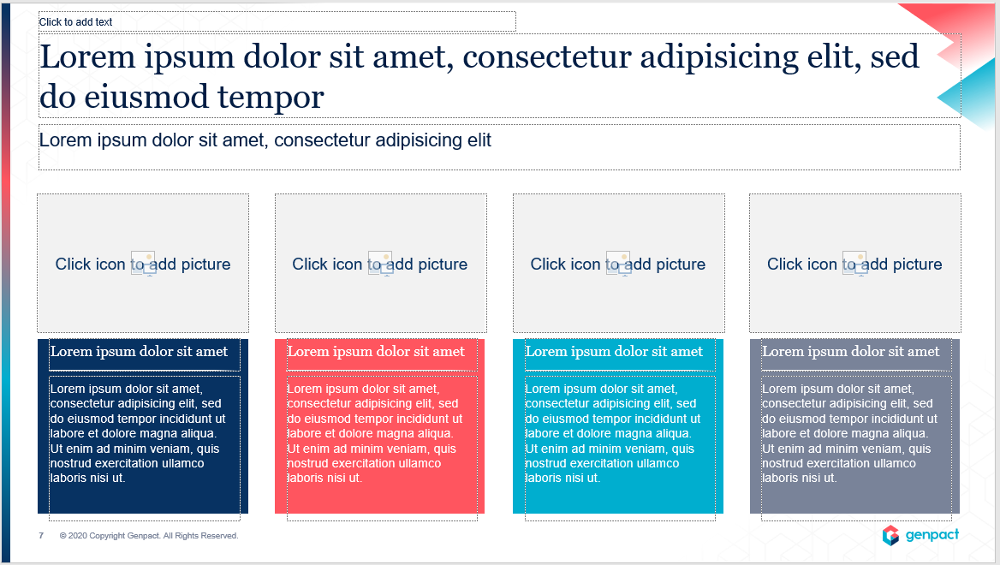 Click to add text
Lorem ipsum dolor sit amet, consectetur adipisicing elit, sed
do eiusmod tempor
Lorem ipsum dolor sit amet, consectetur adipisicing elit
Click icon to add picture
Click icon to add picture
Click icon to add picture
Click icon to add picture
Lorem ipsum dolor sit amet
Lorem ipsum dolor sit amet,
consectetur adipisicing elit, sed
do eiusmod tempor incididunt ut
labore et dolore magna aliqua.
Ut enim ad minim veniam, quis
nostrud exercitation ullamco
laboris nisi ut.
Lorem ipsum dolor sit amet
Lorem ipsum dolor sit amet,
consectetur adipisicing elit, sed
do eiusmod tempor incididunt ut
labore et dolore magna aliqua.
Ut enim ad minim veniam, quis
nostrud exercitation ullamco
laboris nisi ut.
Lorem ipsum dolor sit amet
Lorem ipsum dolor sit amet,
consectetur adipisicing elit, sed
do eiusmod tempor incididunt ut
labore et dolore magna aliqua.
Ut enim ad minim veniam, quis
nostrud exercitation ullamco
laboris nisi ut.
Lorem ipsum dolor sit amet
Lorem ipsum dolor sit amet,
consectetur adipisicing elit, sed
do eiusmod tempor incididunt ut
labore et dolore magna aliqua.
Ut enim ad minim veniam, quis
nostrud exercitation ullamco
laboris nisi ut.
7 © 2020 Copyright Genpact. All Rights Reserved.
genpact